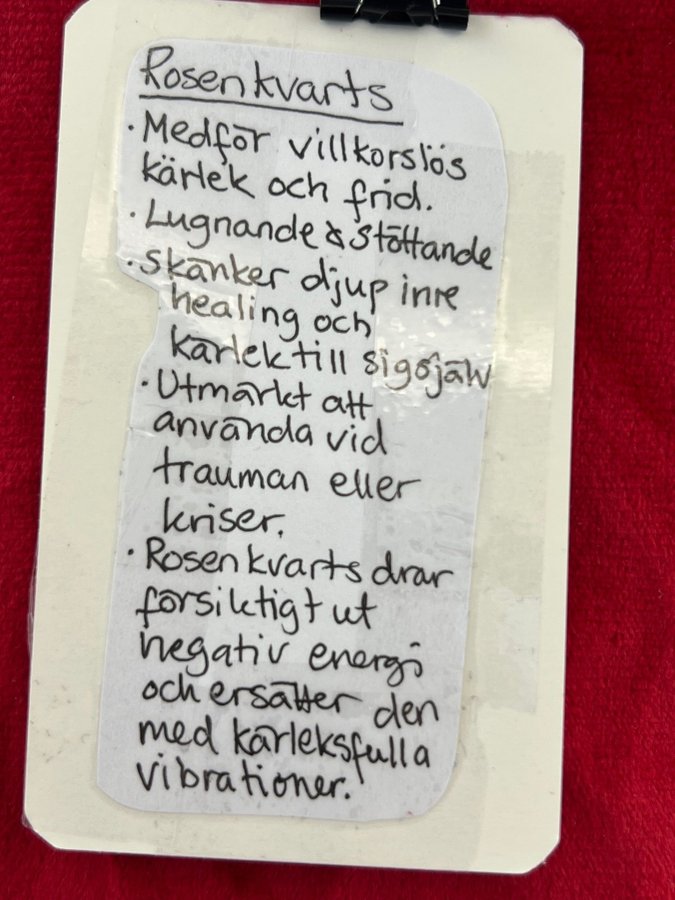 Rosenkvarts
· Medför villkorslös
kärlek och frid.
· Lugnande & stöttande
· skänker djup inre
healing och
kärlek till sig själv
· Utmärkt att
använda vid
trauman eller
kriser.
· Rosenkvarts drar
försiktigt ut
negativ energi
och ersätter den
med kärleksfulla
vibrationer.